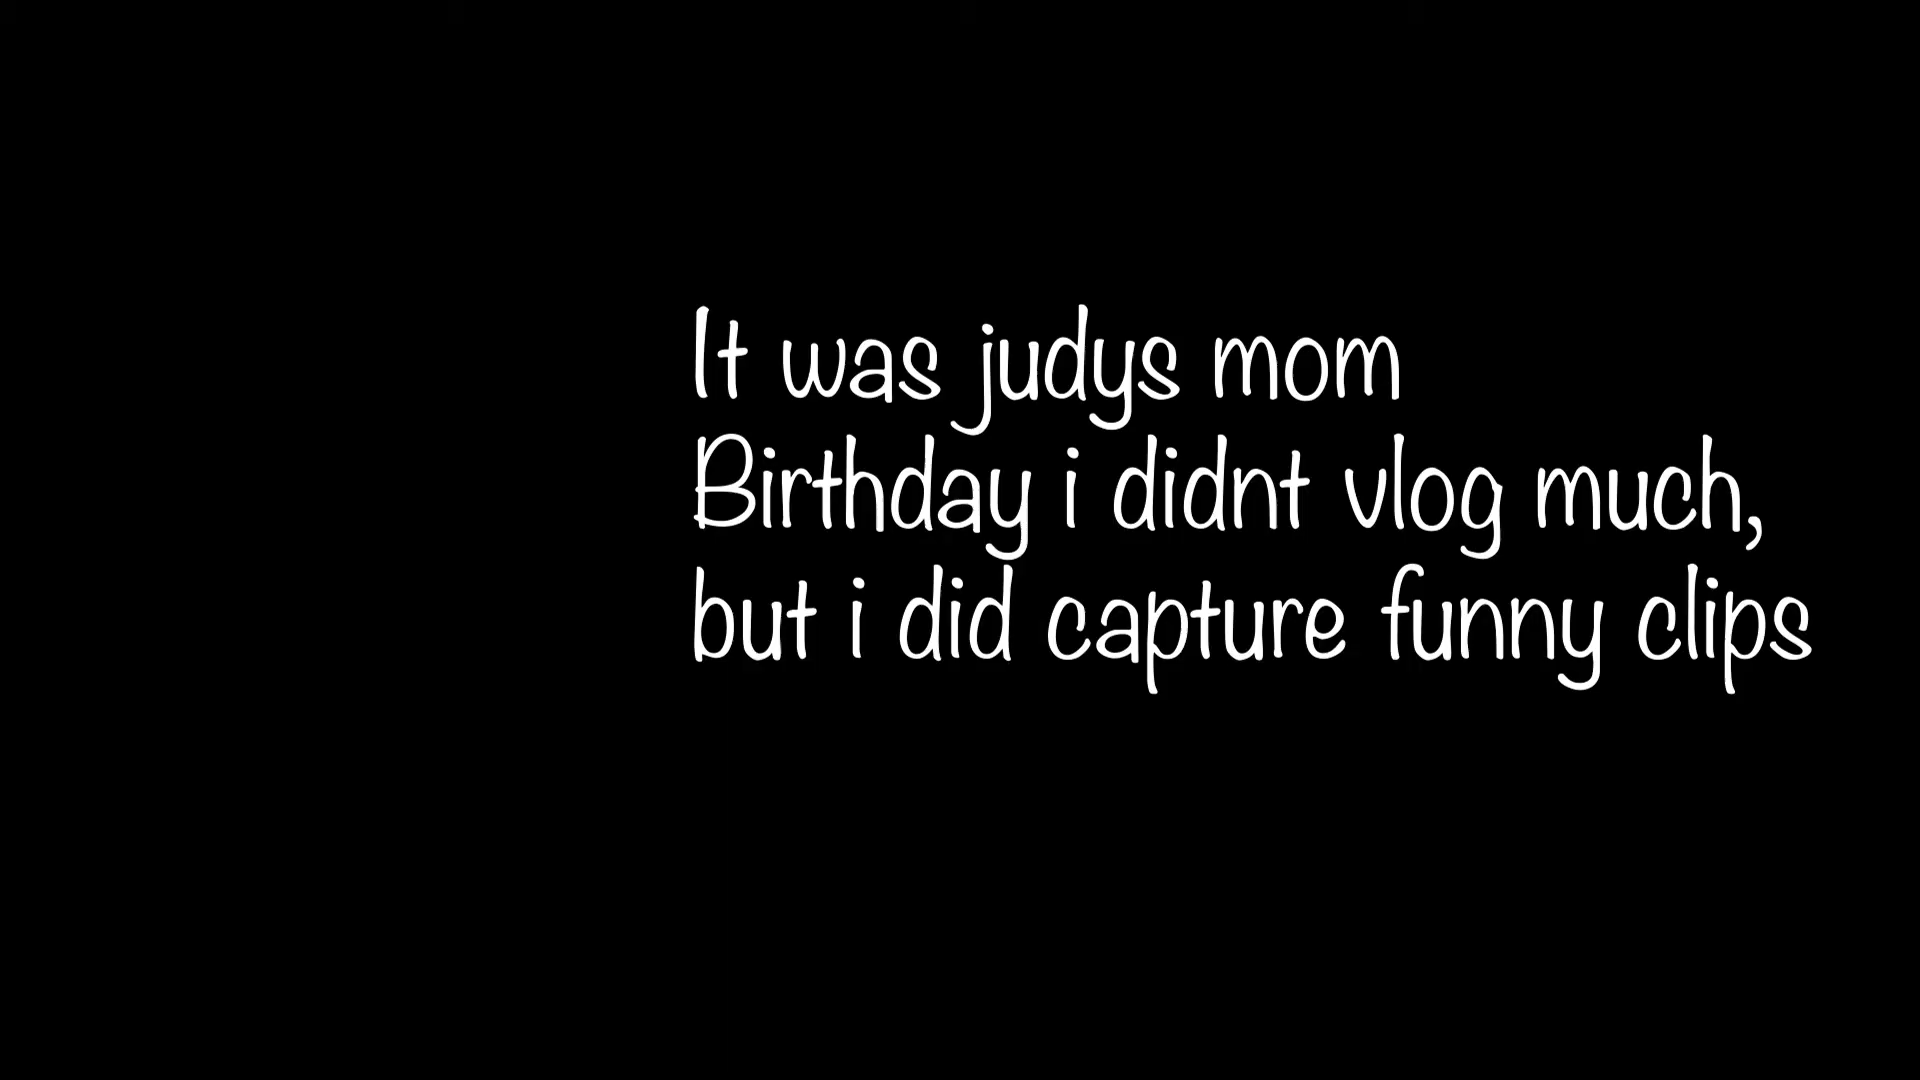 It was judys mom
Birthday i didnt vlog much,
but i did capture funny clips